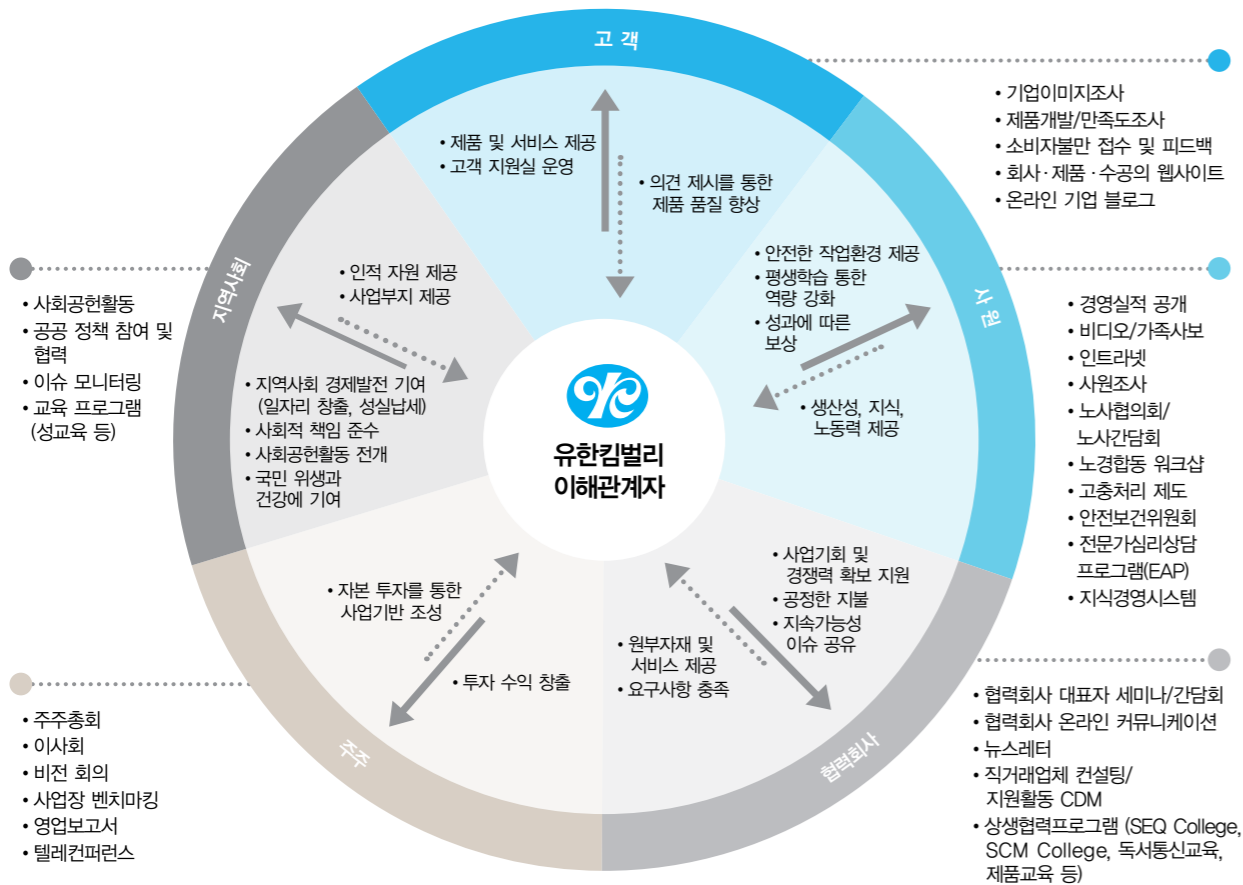 고 객
• 제품 및 서비스 제공
• 고객 지원실 운영
• 의견 제시를 통한
제품 품질 향상
• 기업이미지조사
• 제품개발/만족도조사
• 소비자불만 접수 및 피드백
• 회사·제품·수공의 웹사이트
• 온라인 기업 블로그
사 원
• 안전한 작업환경 제공
• 평생학습 통한
역량 강화
• 성과에 따른
보상
• 생산성, 지식,
노동력 제공
• 경영실적 공개
• 비디오/가족사보
• 인트라넷
• 사원조사
• 노사협의회/
노사간담회
• 노경합동 워크샵
• 고충처리 제도
• 안전보건위원회
• 전문가심리상담
프로그램(EAP)
• 지식경영시스템
지역사회
• 인적 자원 제공
• 사업부지 제공
• 지역사회 경제발전 기여
(일자리 창출, 성실납세)
• 사회적 책임 준수
• 사회공헌활동 전개
• 국민 위생과
건강에 기여
• 사회공헌활동
• 공공 정책 참여 및
협력
• 이슈 모니터링
• 교육 프로그램
(성교육 등)
유한킴벌리
이해관계자
주주
• 자본 투자를 통한
사업기반 조성
• 투자 수익 창출
• 주주총회
• 이사회
• 비전 회의
• 사업장 벤치마킹
• 영업보고서
• 텔레컨퍼런스
협력회사
• 사업기회 및
경쟁력 확보 지원
• 공정한 지불
• 지속가능성
이슈 공유
• 원부자재 및
서비스 제공
• 요구사항 충족
• 협력회사 대표자 세미나/간담회
• 협력회사 온라인 커뮤니케이션
• 뉴스레터
• 직거래업체 컨설팅/
지원활동 CDM
• 상생협력프로그램 (SEQ College,
SCM College, 독서통신교육,
제품교육 등)